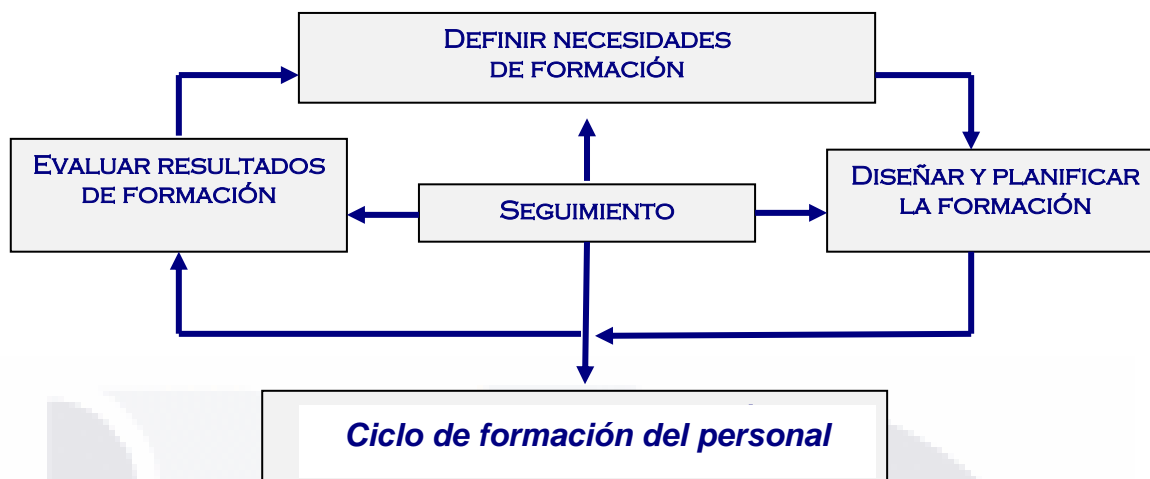 DEFINIR NECESIDADES
DE FORMACIÓN
EVALUAR RESULTADOS
DE FORMACIÓN
SEGUIMIENTO
DISEÑAR Y PLANIFICAR
LA FORMACIÓN
Ciclo de formación del personal